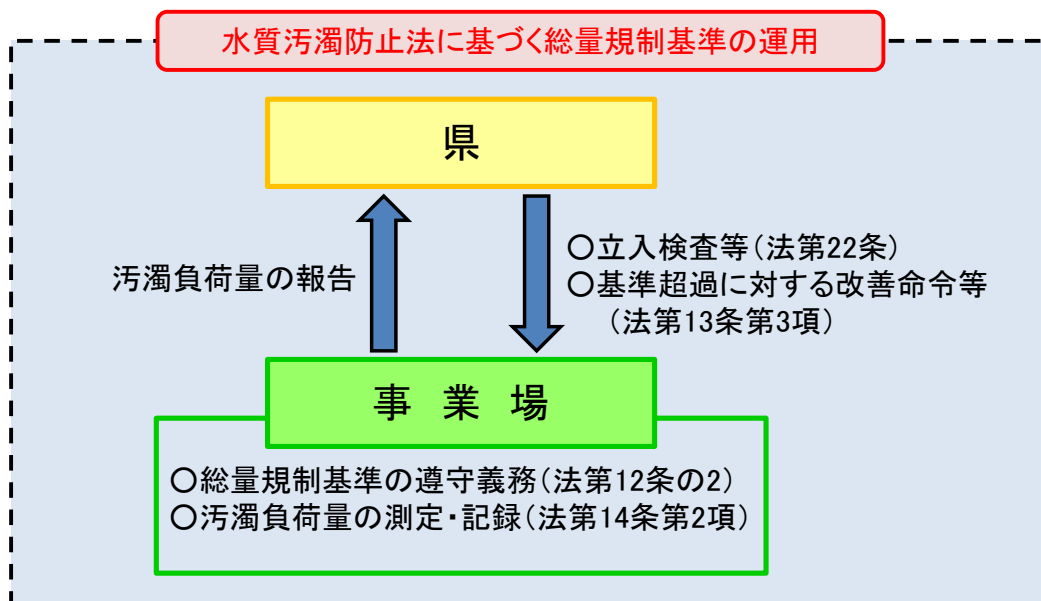 水質汚濁防止法に基づく総量規制基準の運用
県
汚濁負荷量の報告
○立入検査等(法第22条)
○基準超過に対する改善命令等
(法第13条第3項)
事 業 場
○総量規制基準の遵守義務(法第12条の2)
○汚濁負荷量の測定・記録(法第14条第2項)